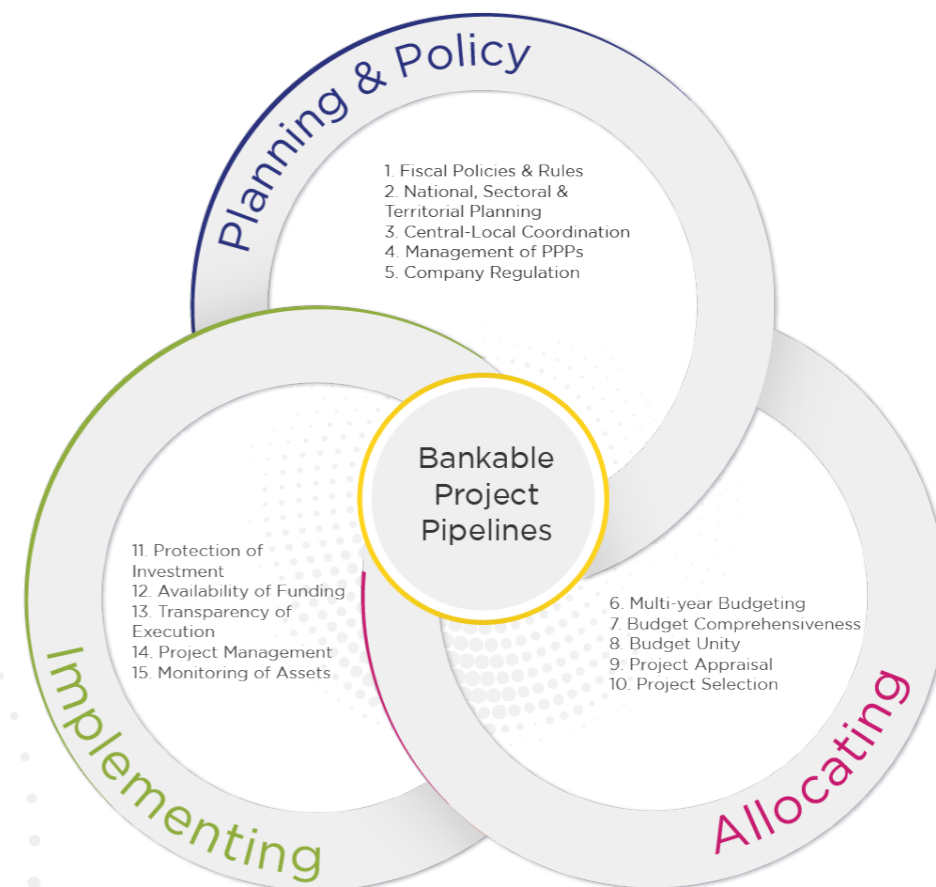 Planning & Policy
1. Fiscal Policies & Rules
2. National, Sectoral &
Territorial Planning
3. Central-Local Coordination
4. Management of PPPs
5. Company Regulation
Bankable
Project
Pipelines
11. Protection of
Investment
12. Availability of Funding
13. Transparency of
Execution
14. Project Management
15. Monitoring of Assets
Implementing
6. Multi-year Budgeting
7. Budget Comprehensiveness
8. Budget Unity
9. Project Appraisal
10. Project Selection
Allocating